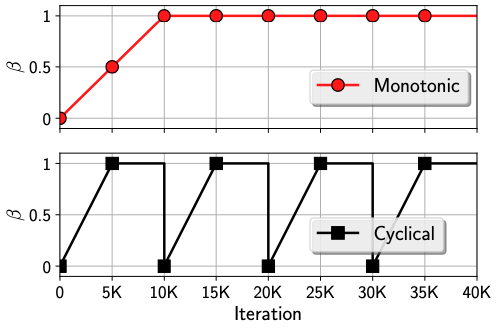 1
0.5
0
β
Monotonic
1
0.5
0
β
Cyclical
0 5K 10K 15K 20K 25K 30K 35K 40K
Iteration